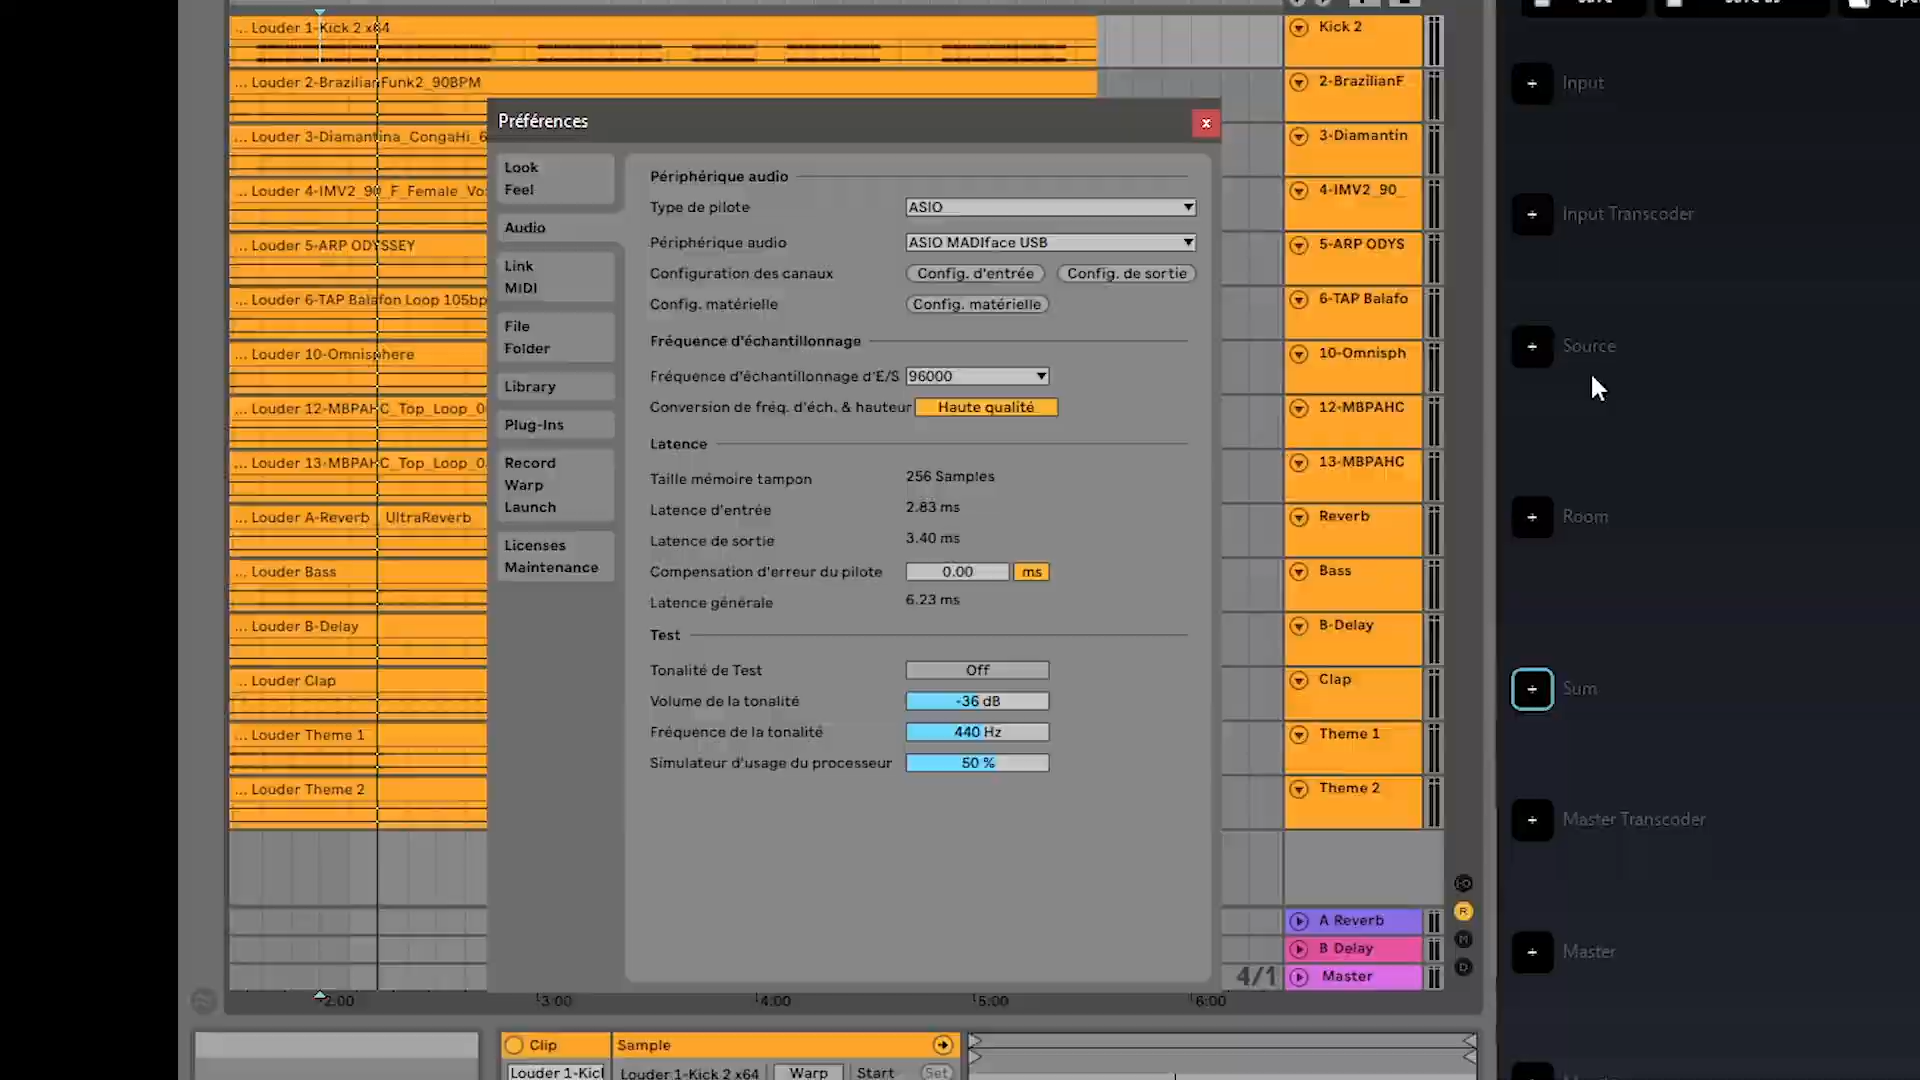 ... Louder 1-Kick 2 x64
... Louder 2-BrazilianFunk2_90BPM
... Louder 3-Diamantina_CongaHi_6
... Louder 4-IMV2_90_F_Female_Vo
... Louder 5-ARP ODYSSEY
... Louder 6-TAP Balafon Loop 105bp
... Louder 10-Omnisphere
... Louder 12-MBPAHC_Top_Loop_0
... Louder 13-MBPAHC_Top_Loop_0
... Louder A-Reverb _ UltraReverb
... Louder Bass
... Louder B-Delay
... Louder Clap
... Louder Theme 1
... Louder Theme 2
Préférences
x
Look
Feel
Audio
Link
MIDI
File
Folder
Library
Plug-Ins
Record
Warp
Launch
Licenses
Maintenance
Périphérique audio
Type de pilote ASIO
Périphérique audio ASIO MADIface USB
Configuration des canaux Config. d'entrée Config. de sortie
Config. matérielle Config. matérielle
Fréquence d'échantillonnage
Fréquence d'échantillonnage d'E/S 96000
Conversion de fréq. d'éch. & hauteur Haute qualité
Latence
Taille mémoire tampon 256 Samples
Latence d'entrée 2.83 ms
Latence de sortie 3.40 ms
Compensation d'erreur du pilote 0.00 ms
Latence générale 6.23 ms
Test
Tonalité de Test Off
Volume de la tonalité -36 dB
Fréquence de la tonalité 440 Hz
Simulateur d'usage du processeur 50 %
Kick 2
2-BrazilianF
3-Diamantin
4-IMV2_90_
5-ARP ODYS
6-TAP Balafo
10-Omnisph
12-MBPAHC
13-MBPAHC
Reverb
Bass
B-Delay
Clap
Theme 1
Theme 2
A Reverb
B Delay
4/1 Master
R
M
D
2:00 3:00 4:00 5:00 6:00
Clip Sample
Louder 1-Kicl Louder 1-Kick 2 x64 Warp Start Set
+ Input
+ Input Transcoder
+ Source
+ Room
+ Sum
+ Master Transcoder
+ Master